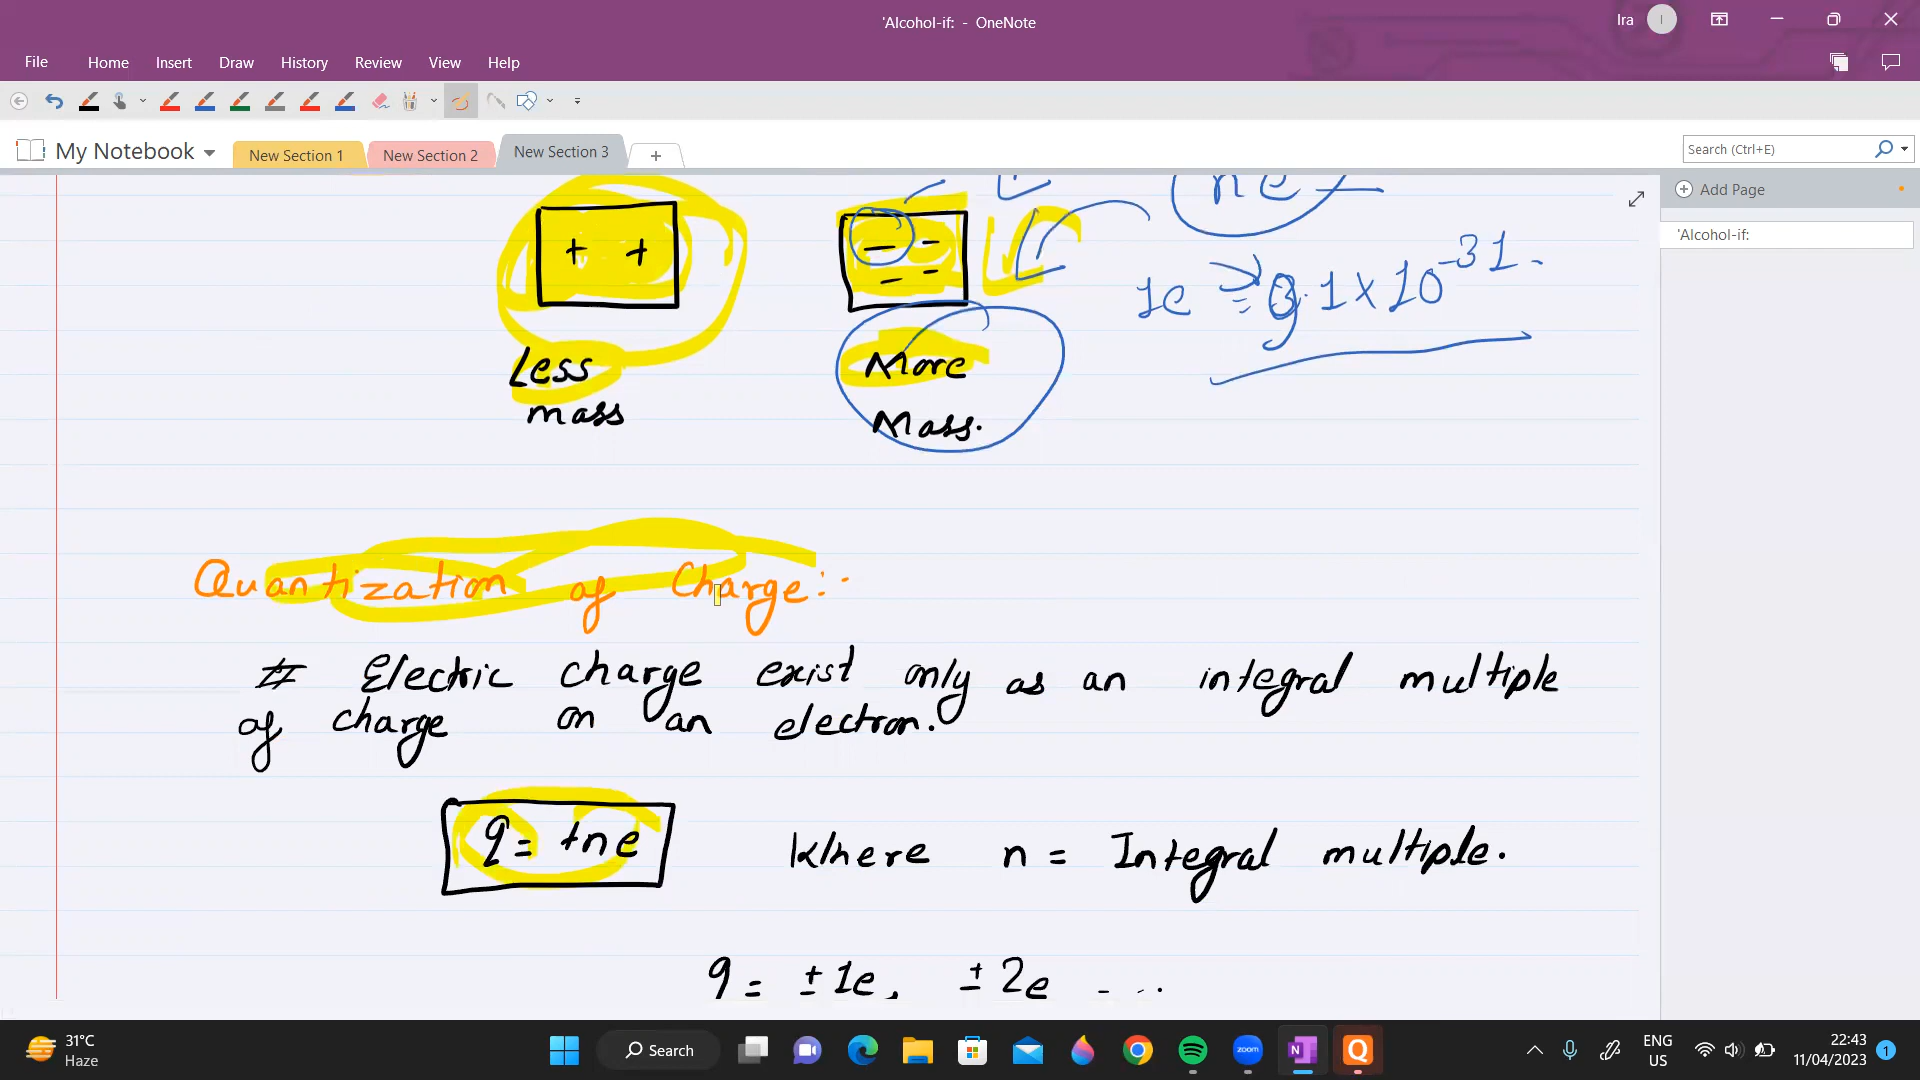 'Alcohol-if: - OneNote
Ira I
File Home Insert Draw History Review View Help
My Notebook New Section 1 New Section 2 New Section 3 + Search (Ctrl+E)
Add Page
'Alcohol-if:
ne
+ +
- -
- -
1e = 9.1 x 10-31
Less
mass
More
Mass.
Quantization of Charge:-
# Electric charge exist only as an integral multiple
of charge on an electron.
q = +ne Where n = Integral multiple.
q = ±1e, ±2e ----
31°C
Haze
Search
zoom
N
Q
ENG
US
22:43
11/04/2023
1